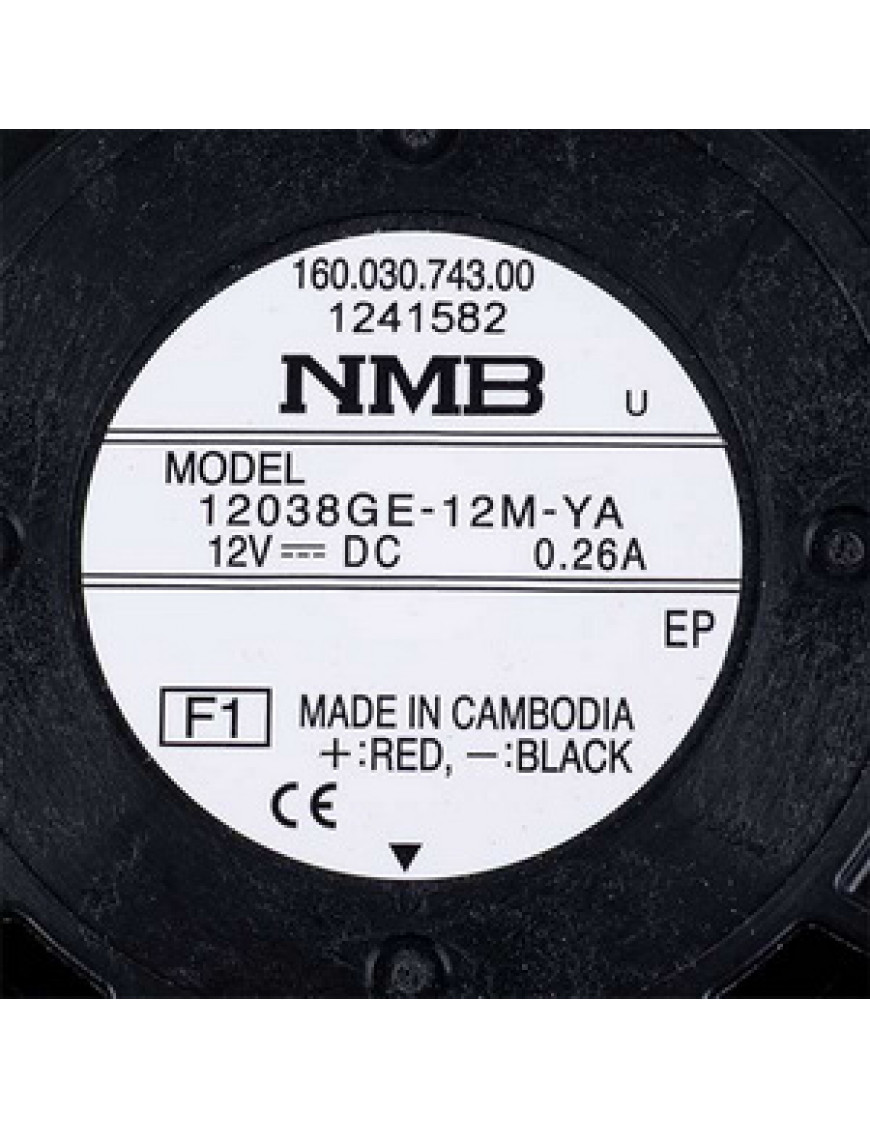 160.030.743.00
1241582
NMB U
MODEL
12038GE-12M-YA
12V ⎓ DC 0.26A
EP
F1 MADE IN CAMBODIA
+:RED, -:BLACK
CE